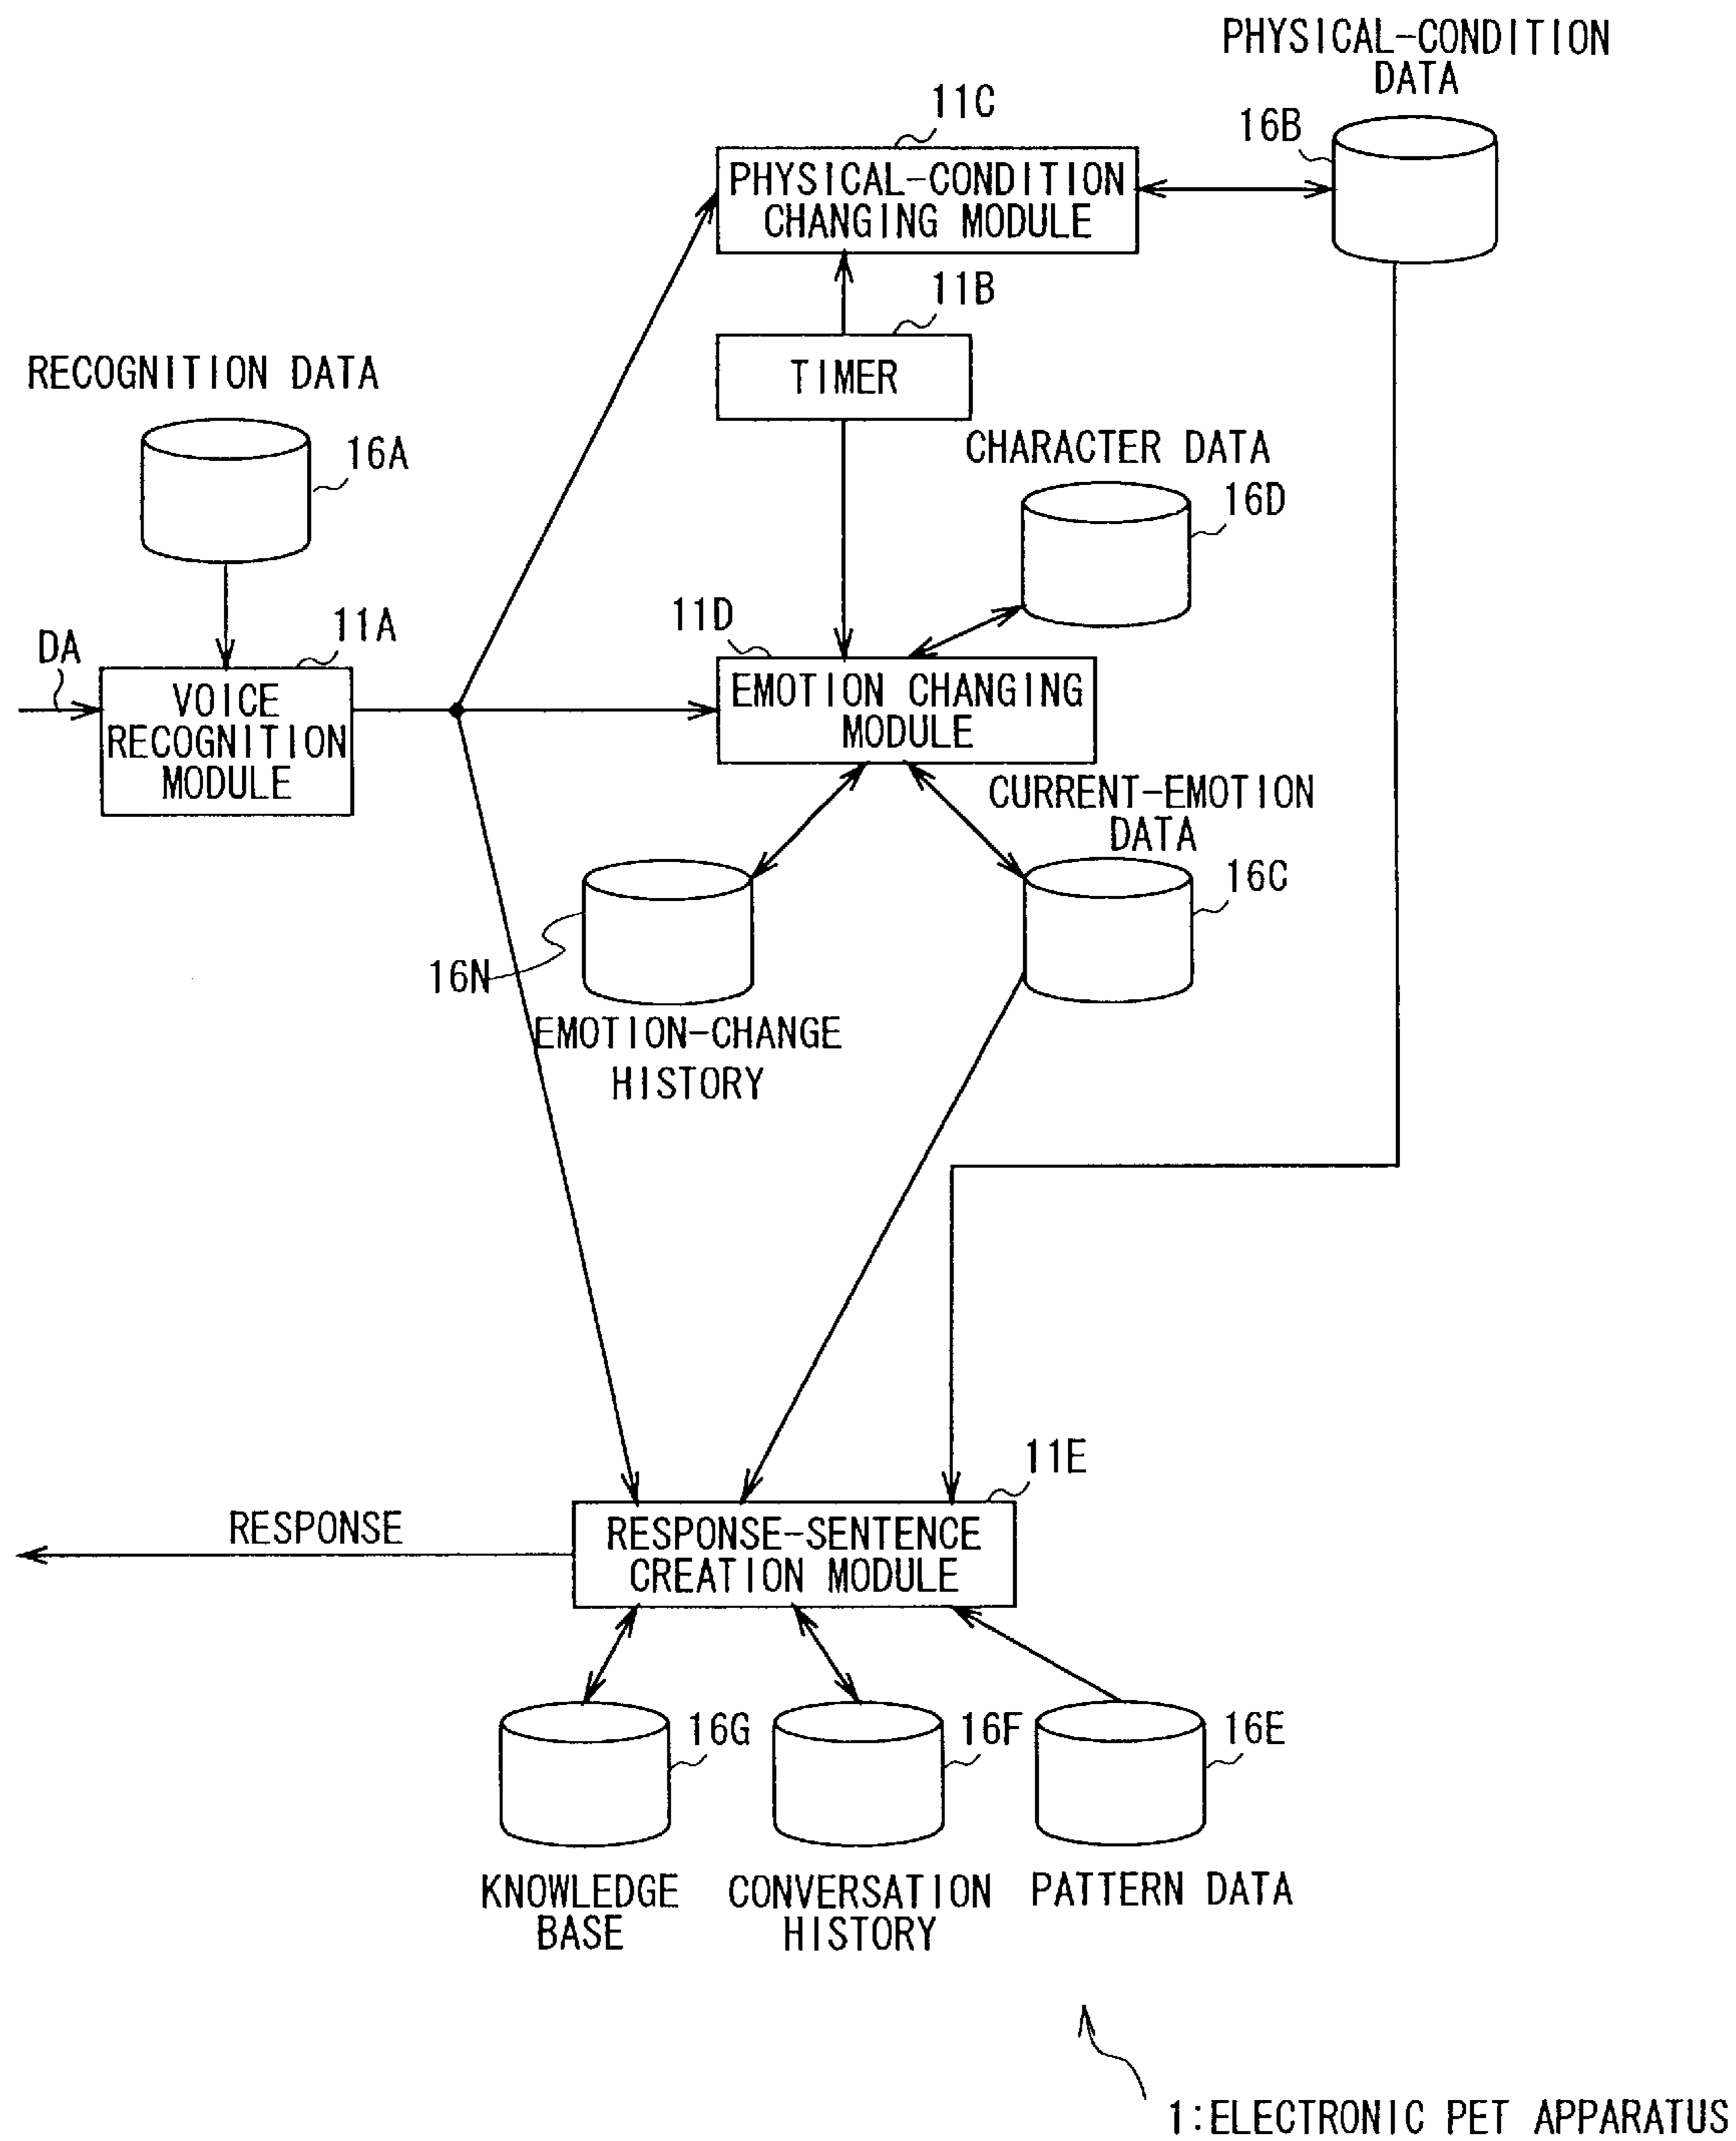 PHYSICAL-CONDITION
DATA
11C
16B
PHYSICAL-CONDITION
CHANGING MODULE
11B
TIMER
RECOGNITION DATA
16A
CHARACTER DATA
16D
DA
11A
11D
VOICE
RECOGNITION
MODULE
EMOTION CHANGING
MODULE
CURRENT-EMOTION
DATA
16C
16N
EMOTION-CHANGE
HISTORY
11E
RESPONSE
RESPONSE-SENTENCE
CREATION MODULE
16G
16F
16E
KNOWLEDGE
BASE
CONVERSATION
HISTORY
PATTERN DATA
1:ELECTRONIC PET APPARATUS